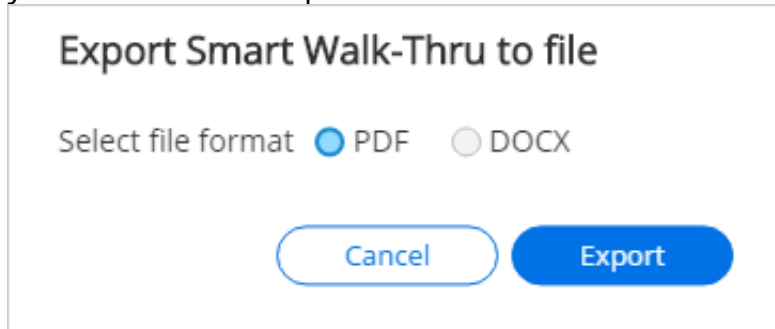 Export Smart Walk-Thru to file
Select file format PDF DOCX
Cancel Export